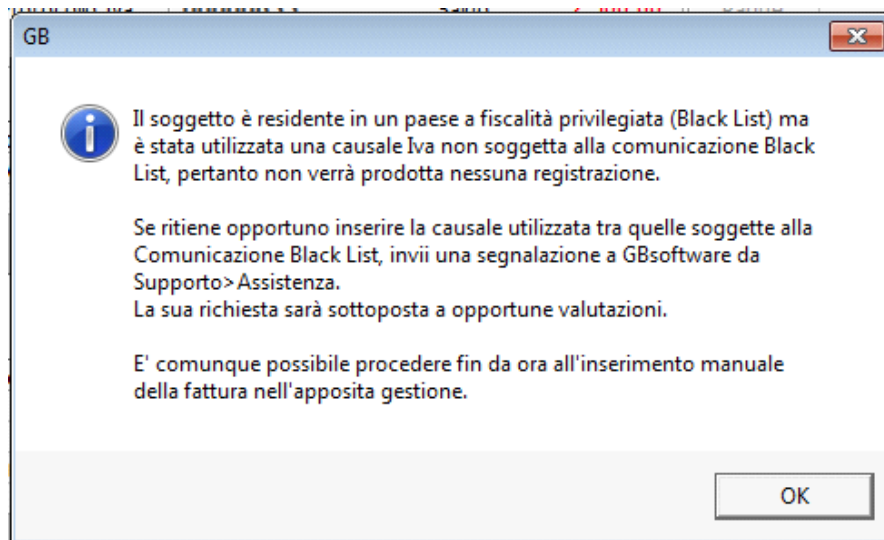 GB
Il soggetto è residente in un paese a fiscalità privilegiata (Black List) ma
è stata utilizzata una causale Iva non soggetta alla comunicazione Black
List, pertanto non verrà prodotta nessuna registrazione.
Se ritiene opportuno inserire la causale utilizzata tra quelle soggette alla
Comunicazione Black List, invii una segnalazione a GBsoftware da
Supporto>Assistenza.
La sua richiesta sarà sottoposta a opportune valutazioni.
E' comunque possibile procedere fin da ora all'inserimento manuale
della fattura nell'apposita gestione.
OK